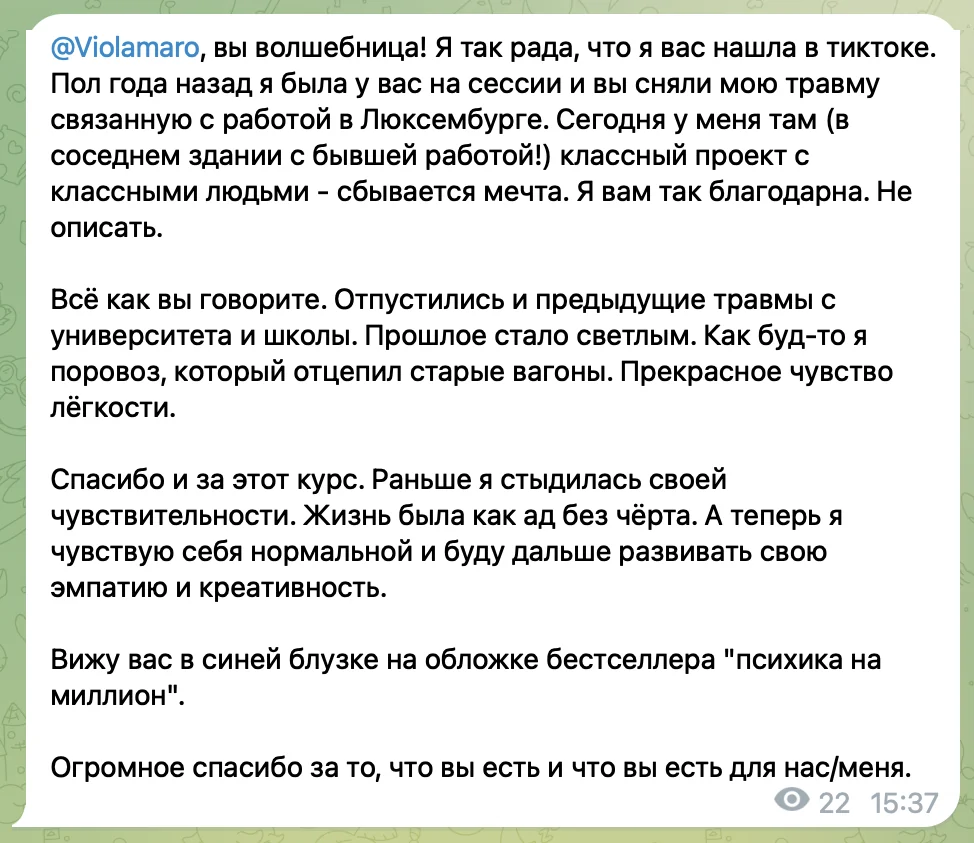 @Violamaro, вы волшебница! Я так рада, что я вас нашла в тиктоке.
Пол года назад я была у вас на сессии и вы сняли мою травму
связанную с работой в Люксембурге. Сегодня у меня там (в
соседнем здании с бывшей работой!) классный проект с
классными людьми - сбывается мечта. Я вам так благодарна. Не
описать.
Всё как вы говорите. Отпустились и предыдущие травмы с
университета и школы. Прошлое стало светлым. Как буд-то я
поровоз, который отцепил старые вагоны. Прекрасное чувство
лёгкости.
Спасибо и за этот курс. Раньше я стыдилась своей
чувствительности. Жизнь была как ад без чёрта. А теперь я
чувствую себя нормальной и буду дальше развивать свою
эмпатию и креативность.
Вижу вас в синей блузке на обложке бестселлера "психика на
миллион".
Огромное спасибо за то, что вы есть и что вы есть для нас/меня.
22 15:37